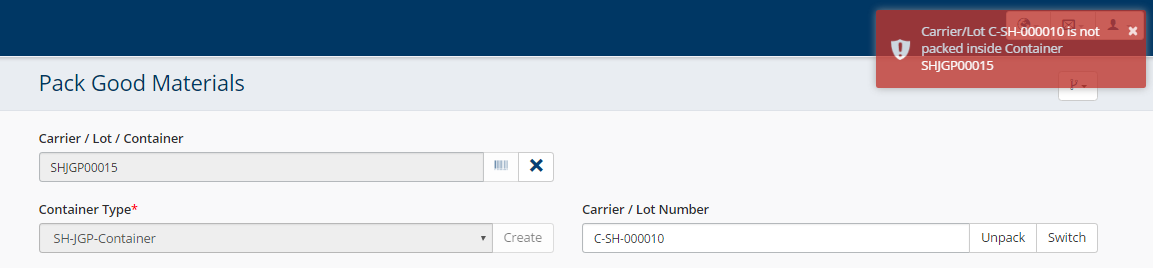 Carrier/Lot C-SH-000010 is not
packed inside Container
SHJGP00015
Pack Good Materials
Carrier / Lot / Container
SHJGP00015
Container Type*
Carrier / Lot Number
SH-JGP-Container
Create
C-SH-000010
Unpack
Switch